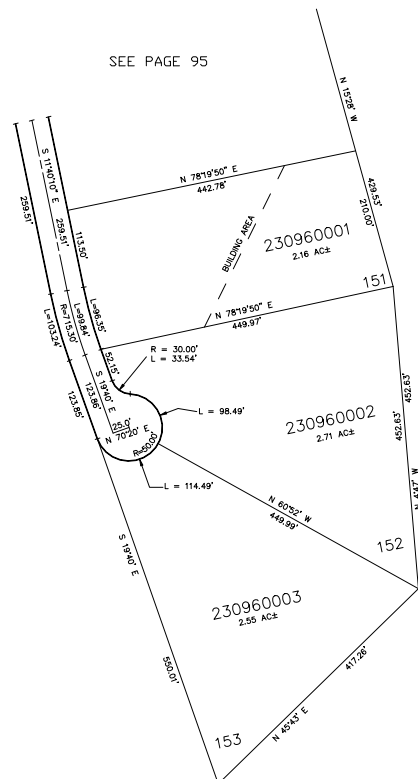 SEE PAGE 95
N 15°28' W
S 11°40'10" E
259.51'
259.51'
N 78°19'50" E
442.78'
429.53'
210.00'
113.50'
BUILDING AREA
230960001
2.16 AC±
151
L=96.35'
L=99.84'
R=715.30'
L=103.24'
N 78°19'50" E
449.97'
R = 30.00'
L = 33.54'
52.15'
S 19°40' E
123.86'
123.85'
25.0'
N 70°20' E
R=50.00'
L = 98.49'
L = 114.49'
230960002
2.71 AC±
452.63'
452.63'
N 4°47' W
N 60°52' W
449.99'
152
S 19°40' E
550.01'
230960003
2.55 AC±
417.26'
N 45°43' E
153